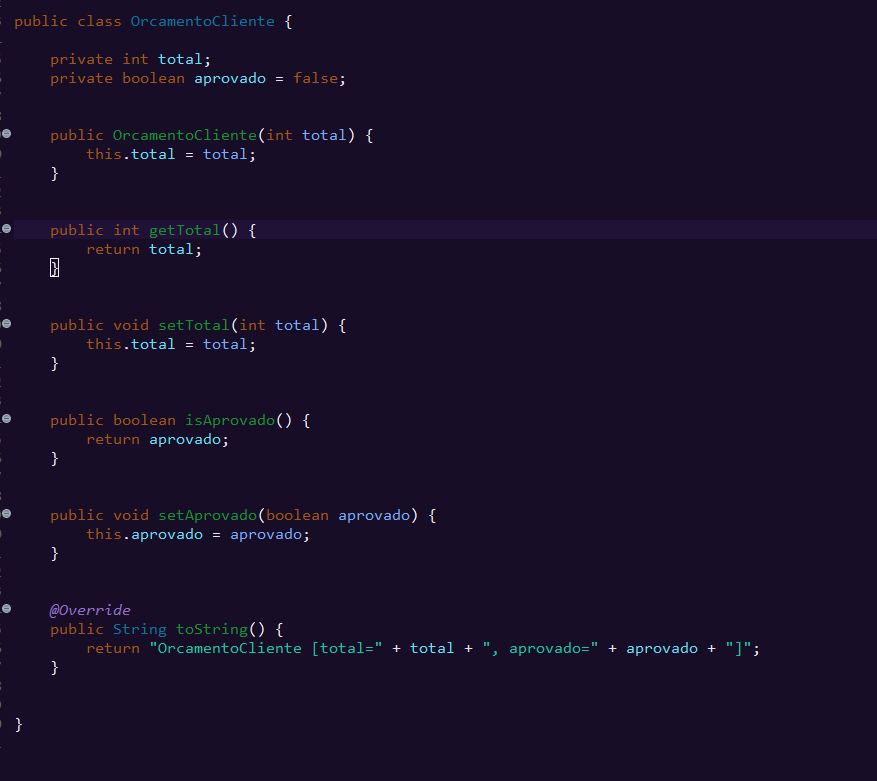 public class OrcamentoCliente {
private int total;
private boolean aprovado = false;
public OrcamentoCliente(int total) {
this.total = total;
}
public int getTotal() {
return total;
}
public void setTotal(int total) {
this.total = total;
}
public boolean isAprovado() {
return aprovado;
}
public void setAprovado(boolean aprovado) {
this.aprovado = aprovado;
}
@Override
public String toString() {
return "OrcamentoCliente [total=" + total + ", aprovado=" + aprovado + "]";
}
}